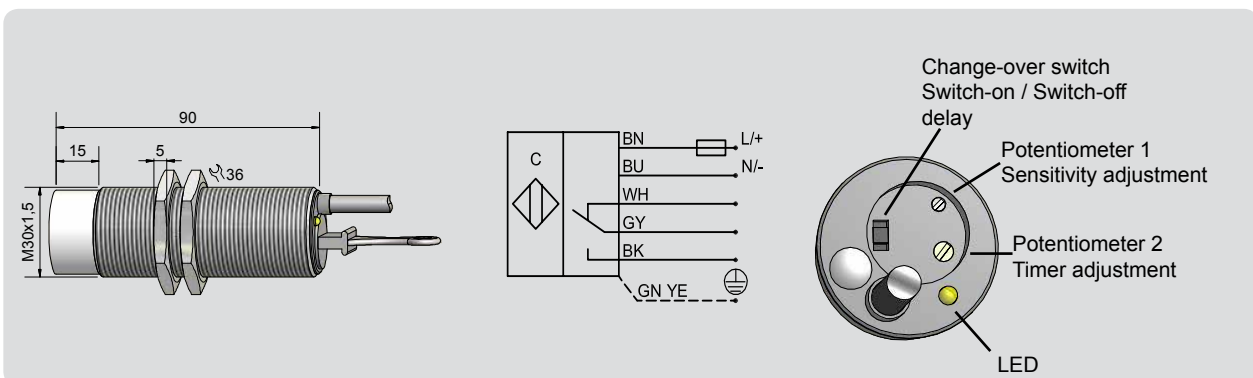 90
15
5
36
M30x1,5
C
BN
L/+
BU
N/-
WH
GY
BK
GN YE
Change-over switch
Switch-on / Switch-off
delay
Potentiometer 1
Sensitivity adjustment
Potentiometer 2
Timer adjustment
LED